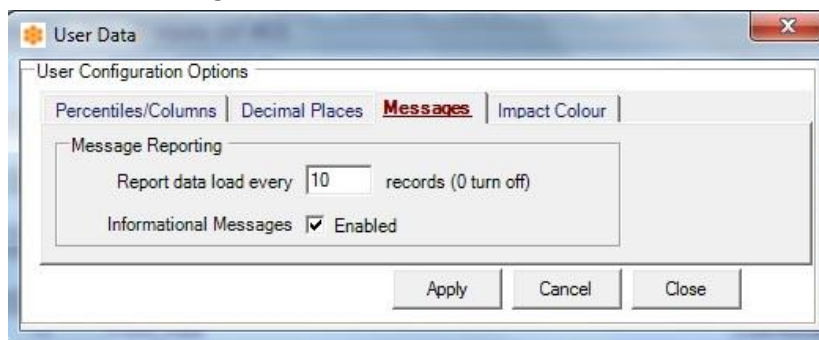 User Data
User Configuration Options
Percentiles/Columns Decimal Places Messages Impact Colour
Message Reporting
Report data load every 10 records (0 turn off)
Informational Messages Enabled
Apply Cancel Close